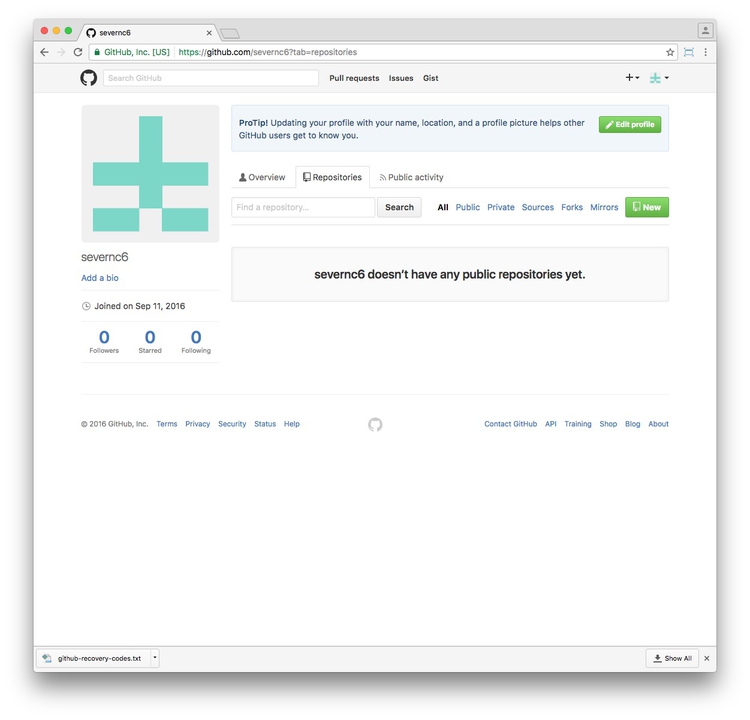 severnc6
GitHub, Inc. [US] https://github.com/severnc6?tab=repositories
Search GitHub Pull requests Issues Gist
ProTip! Updating your profile with your name, location, and a profile picture helps other
GitHub users get to know you.
Edit profile
Overview Repositories Public activity
Find a repository... Search All Public Private Sources Forks Mirrors New
severnc6 doesn’t have any public repositories yet.
severnc6
Add a bio
Joined on Sep 11, 2016
0 0 0
Followers Starred Following
© 2016 GitHub, Inc. Terms Privacy Security Status Help Contact GitHub API Training Shop Blog About
github-recovery-codes.txt Show All